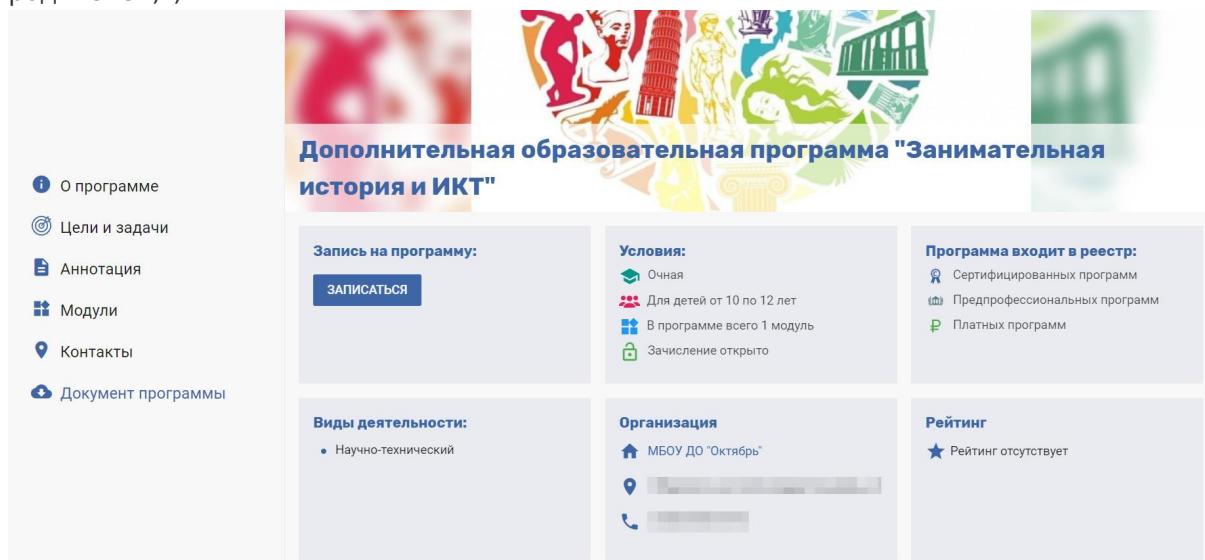 Дополнительная образовательная программа "Занимательная
история и ИКТ"
О программе
Цели и задачи
Аннотация
Модули
Контакты
Документ программы
Запись на программу:
ЗАПИСАТЬСЯ
Условия:
Очная
Для детей от 10 по 12 лет
В программе всего 1 модуль
Зачисление открыто
Программа входит в реестр:
Сертифицированных программ
Предпрофессиональных программ
Платных программ
Виды деятельности:
Научно-технический
Организация
МБОУ ДО "Октябрь"
Рейтинг
Рейтинг отсутствует